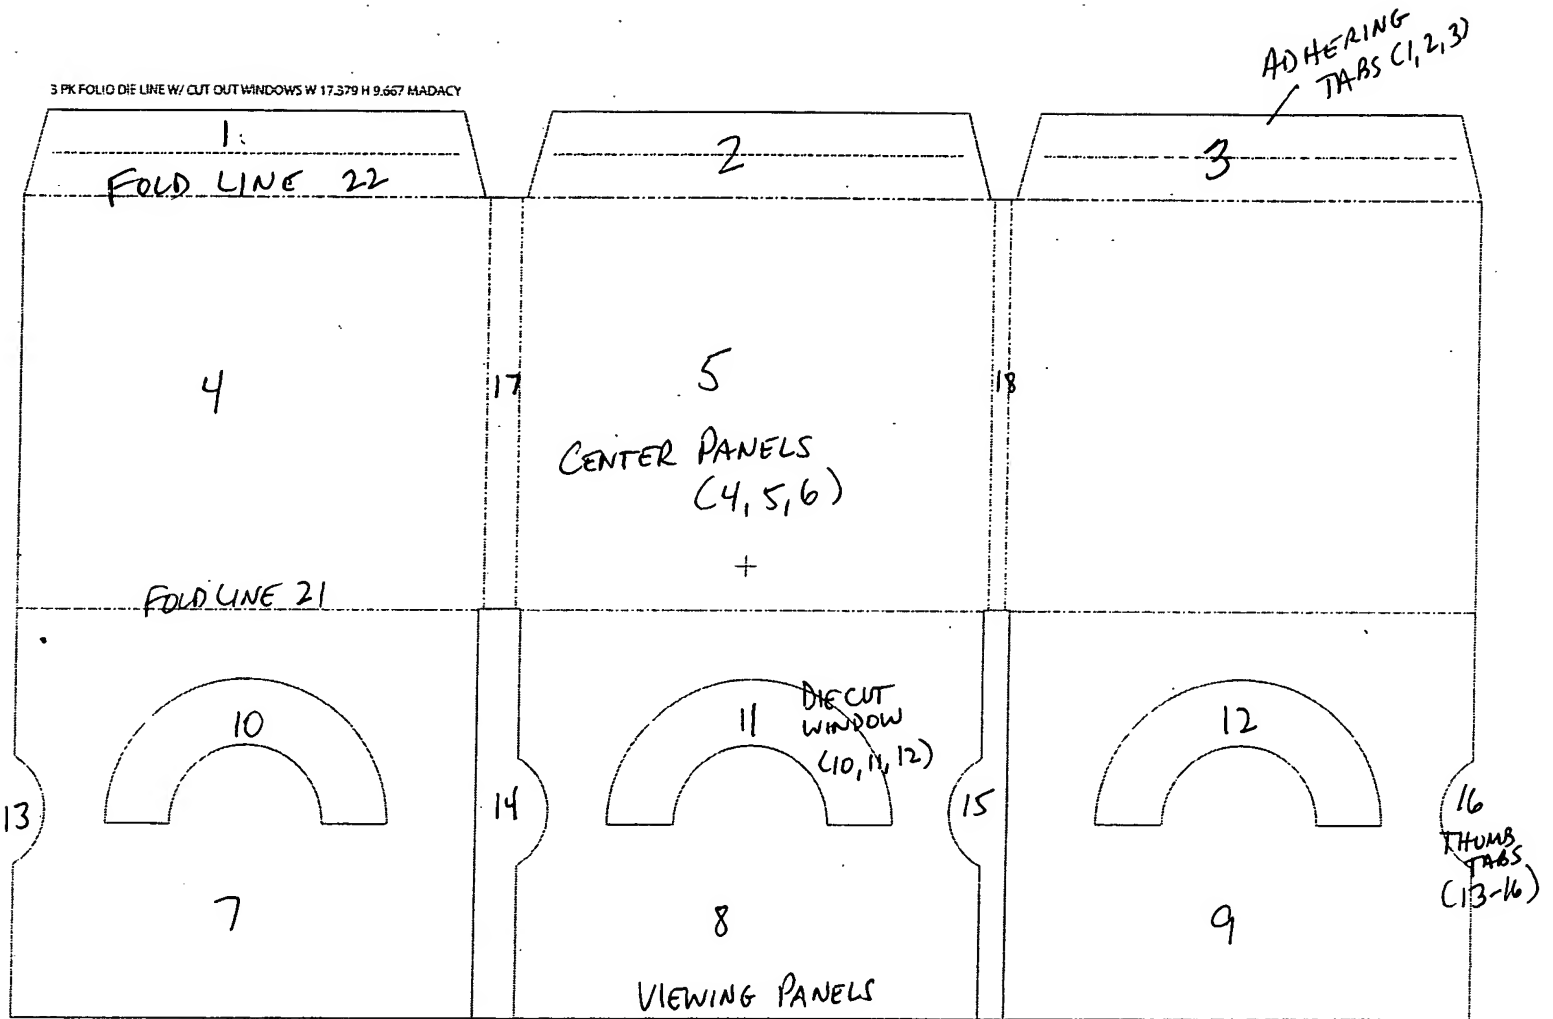 ADHERING
TABS (1,2,3)
3 PK FOLIO DIE LINE W/ CUT OUT WINDOWS W 17.379 H 9.667 MADACY
1
2
3
FOLD LINE 22
4
17
5
18
CENTER PANELS
(4,5,6)
FOLD LINE 21
10
11
DIE CUT
WINDOW
(10,11,12)
12
13
14
15
16
THUMB
TABS
(13-16)
7
8
9
VIEWING PANELS